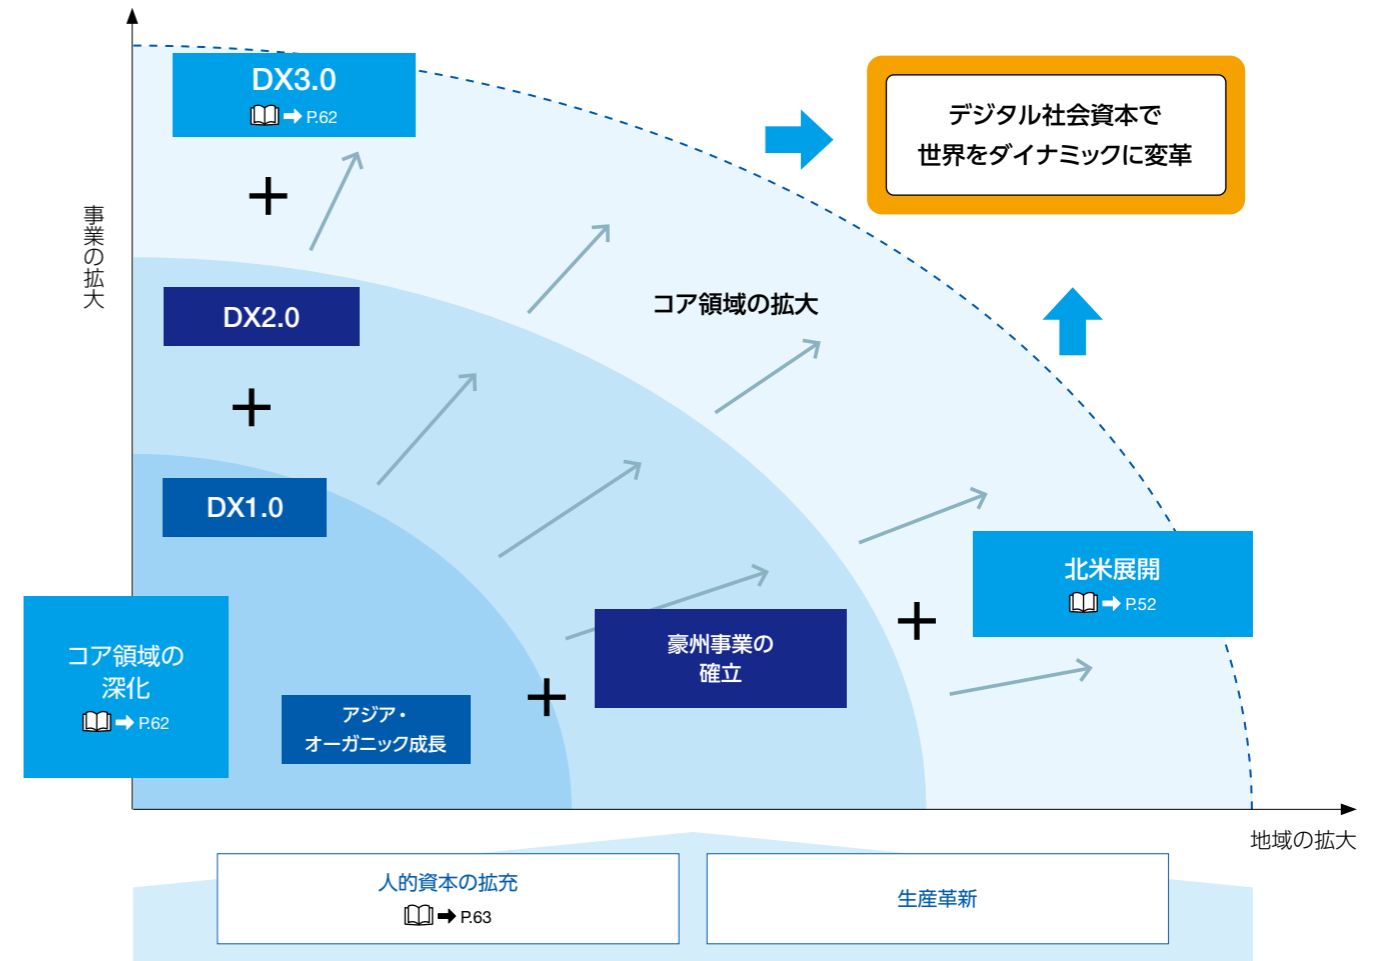 DX3.0
P.62
デジタル社会資本で
世界をダイナミックに変革
事業の拡大
DX2.0
コア領域の拡大
DX1.0
北米展開
P.52
コア領域の
深化
P.62
豪州事業の
確立
アジア・
オーガニック成長
地域の拡大
人的資本の拡充
P.63
生産革新